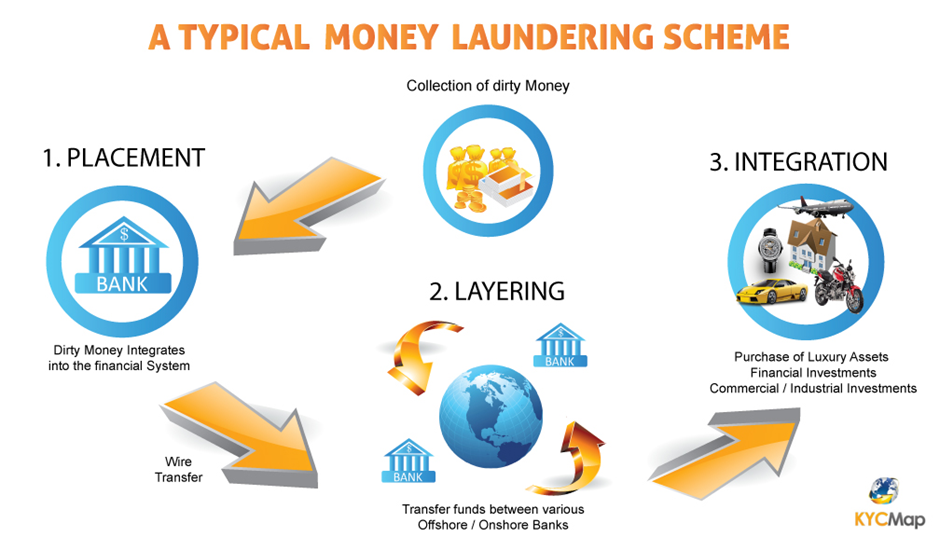 A TYPICAL MONEY LAUNDERING SCHEME
Collection of dirty Money
1. PLACEMENT
$
BANK
Dirty Money Integrates
into the financial System
Wire
Transfer
2. LAYERING
$
BANK
$
BANK
Transfer funds between various
Offshore / Onshore Banks
3. INTEGRATION
Purchase of Luxury Assets
Financial Investments
Commercial / Industrial Investments
KYCMap